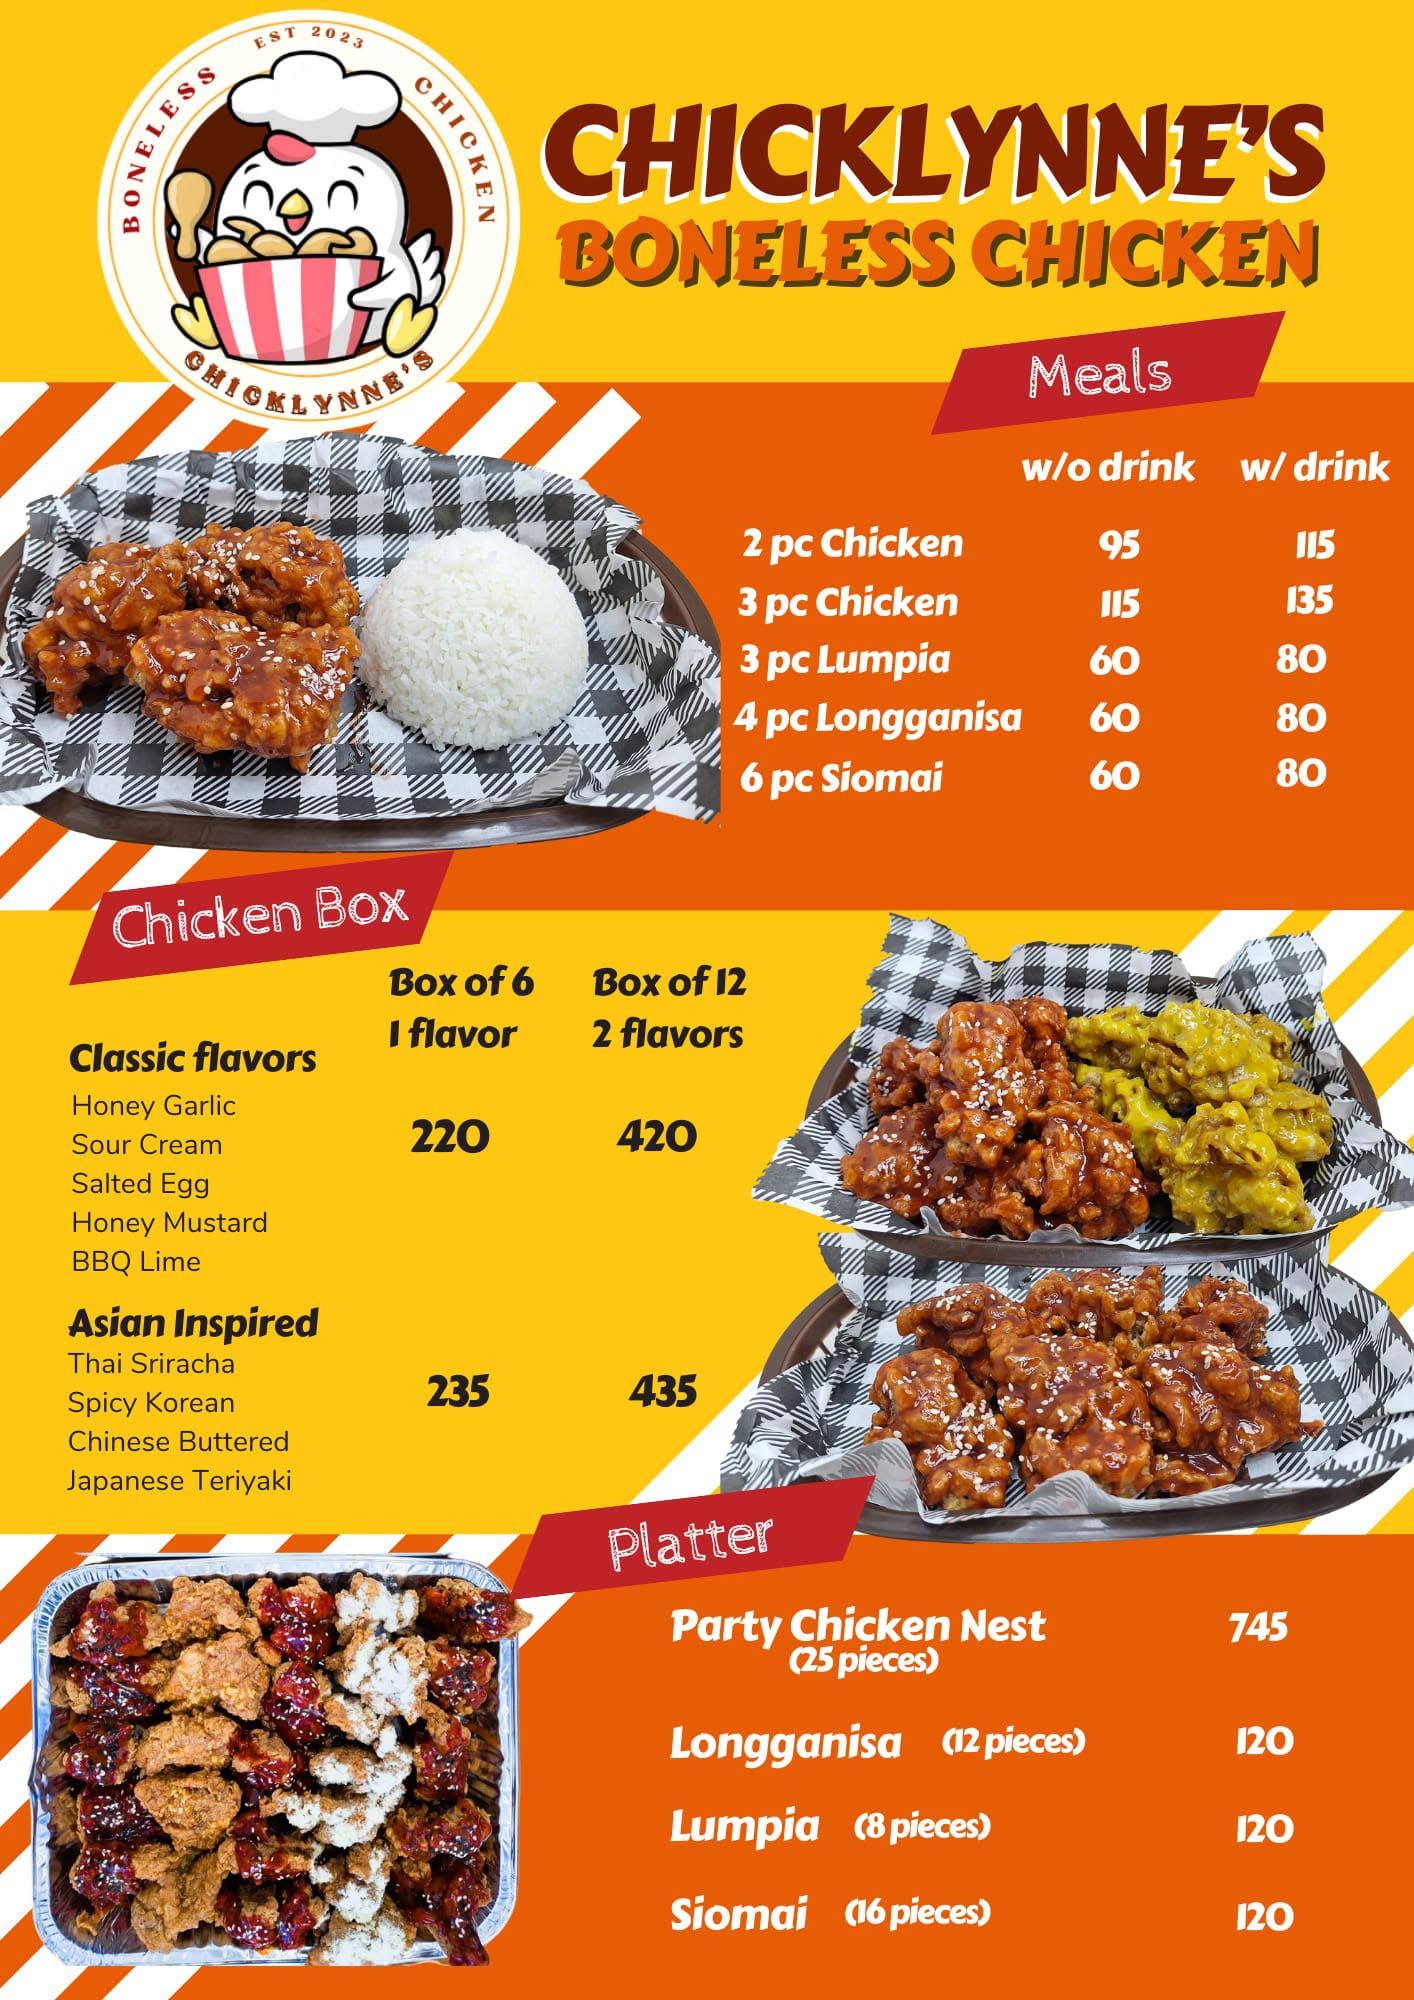 EST 2023
BONELESS CHICKEN
CHICKLYNNE'S
CHICKLYNNE'S
BONELESS CHICKEN
Meals
w/o drink w/ drink
2 pc Chicken 95 115
3 pc Chicken 115 135
3 pc Lumpia 60 80
4 pc Longganisa 60 80
6 pc Siomai 60 80
Chicken Box
Box of 6 Box of 12
1 flavor 2 flavors
Classic flavors
Honey Garlic
Sour Cream 220 420
Salted Egg
Honey Mustard
BBQ Lime
Asian Inspired
Thai Sriracha
Spicy Korean 235 435
Chinese Buttered
Japanese Teriyaki
Platter
Party Chicken Nest 745
(25 pieces)
Longganisa (12 pieces) 120
Lumpia (8 pieces) 120
Siomai (16 pieces) 120